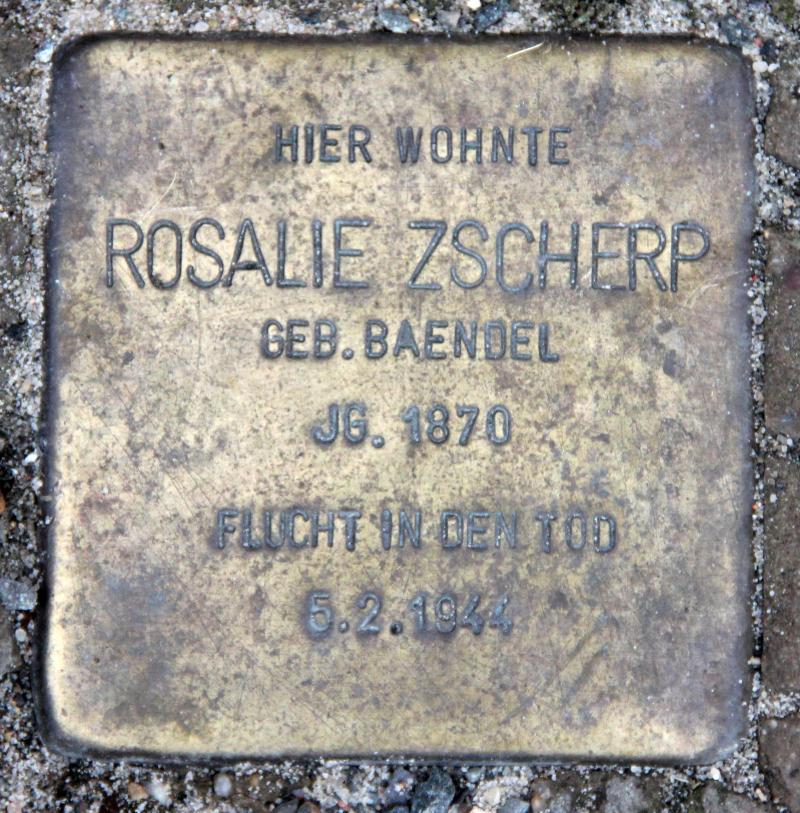 HIER WOHNTE
ROSALIE ZSCHERP
GEB. BAENDEL
JG. 1870
FLUCHT IN DEN TOD
5.2.1944